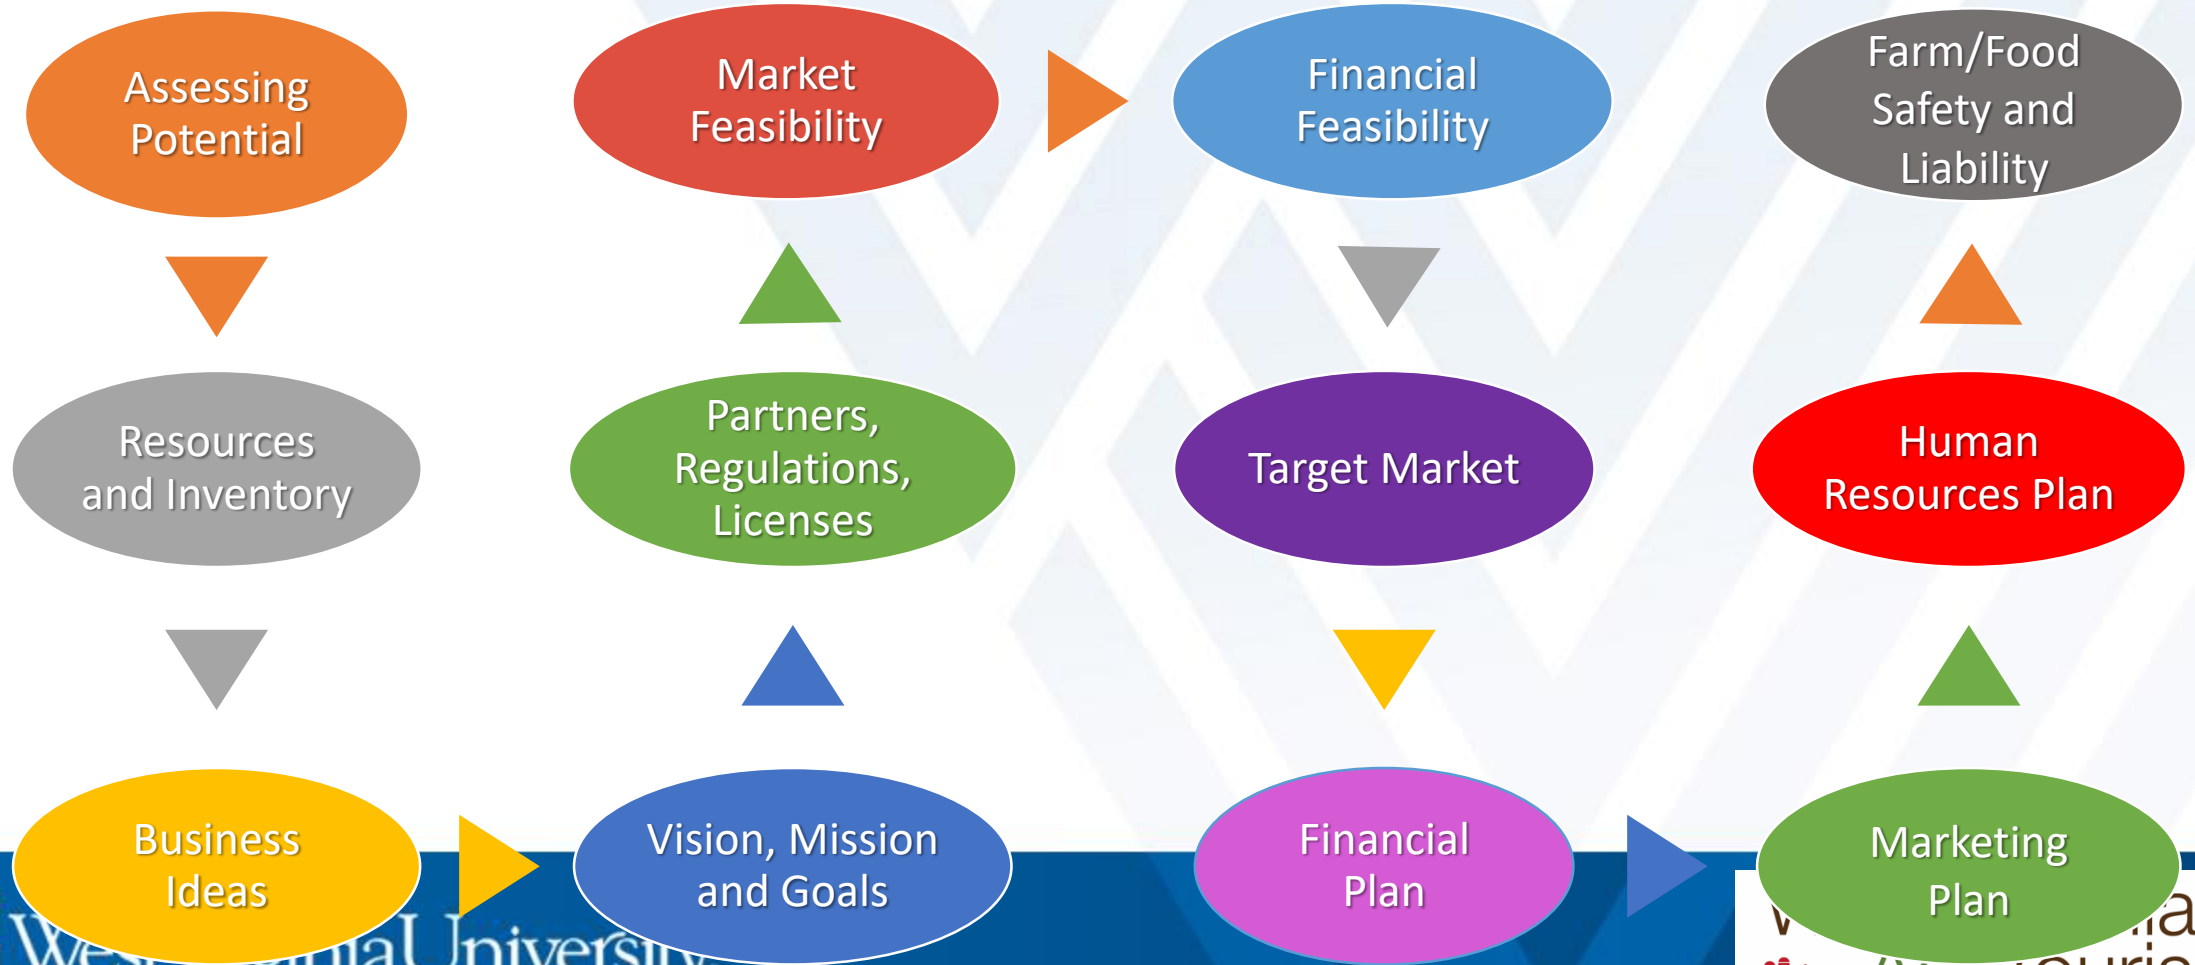 Assessing
Potential
Resources
and Inventory
Business
Ideas
Vision, Mission
and Goals
Partners,
Regulations,
Licenses
Market
Feasibility
Financial
Feasibility
Target Market
Financial
Plan
Marketing
Plan
Human
Resources Plan
Farm/Food
Safety and
Liability
University